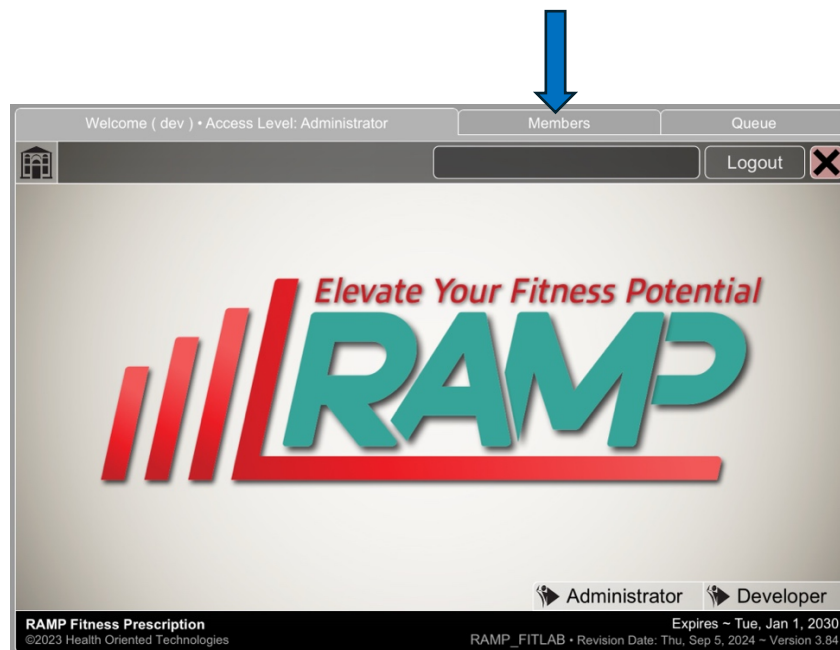 Welcome ( dev ) • Access Level: Administrator
Members
Queue
Logout
Elevate Your Fitness Potential
RAMP
Administrator
Developer
RAMP Fitness Prescription
Expires ~ Tue, Jan 1, 2030
©2023 Health Oriented Technologies
RAMP_FITLAB • Revision Date: Thu, Sep 5, 2024 ~ Version 3.84